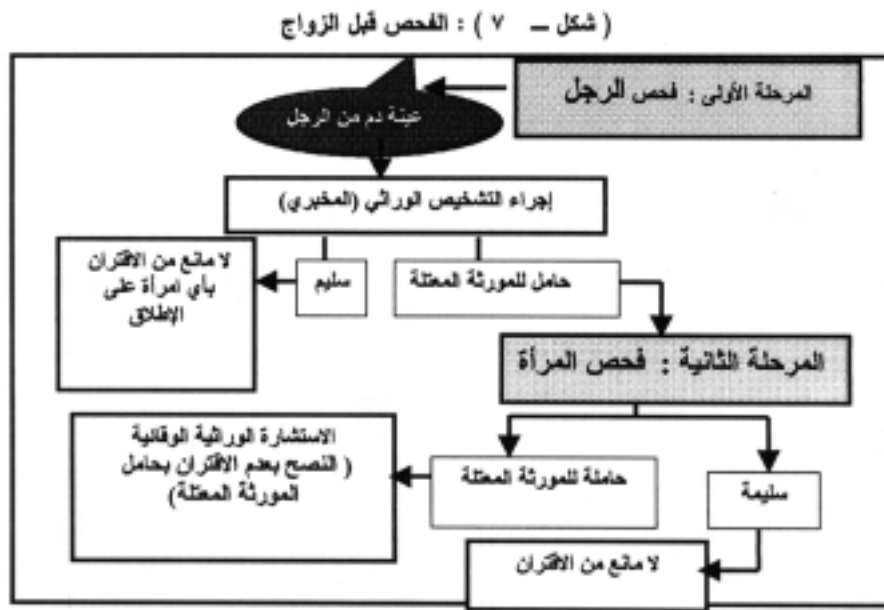 ( شكل – ٧ ) : الفحص قبل الزواج
المرحلة الأولى : فحص الرجل
عينة دم من الرجل
إجراء التشخيص الوراثي (المخبري)
حامل للمورثة المعتلة
سليم
لا مانع من الاقتران
بأي امرأة على
الإطلاق
المرحلة الثانية : فحص المرأة
سليمة
حاملة للمورثة المعتلة
الاستشارة الوراثية الوقائية
( النصح بعدم الاقتران بحامل
المورثة المعتلة)
لا مانع من الاقتران